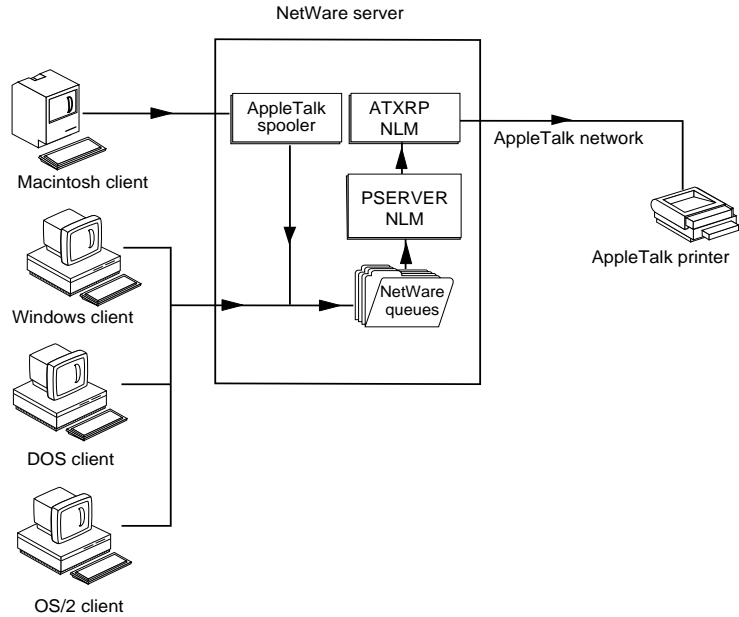 NetWare server
AppleTalk
spooler
ATXRP
NLM
AppleTalk network
Macintosh client
PSERVER
NLM
AppleTalk printer
NetWare
queues
Windows client
DOS client
OS/2 client